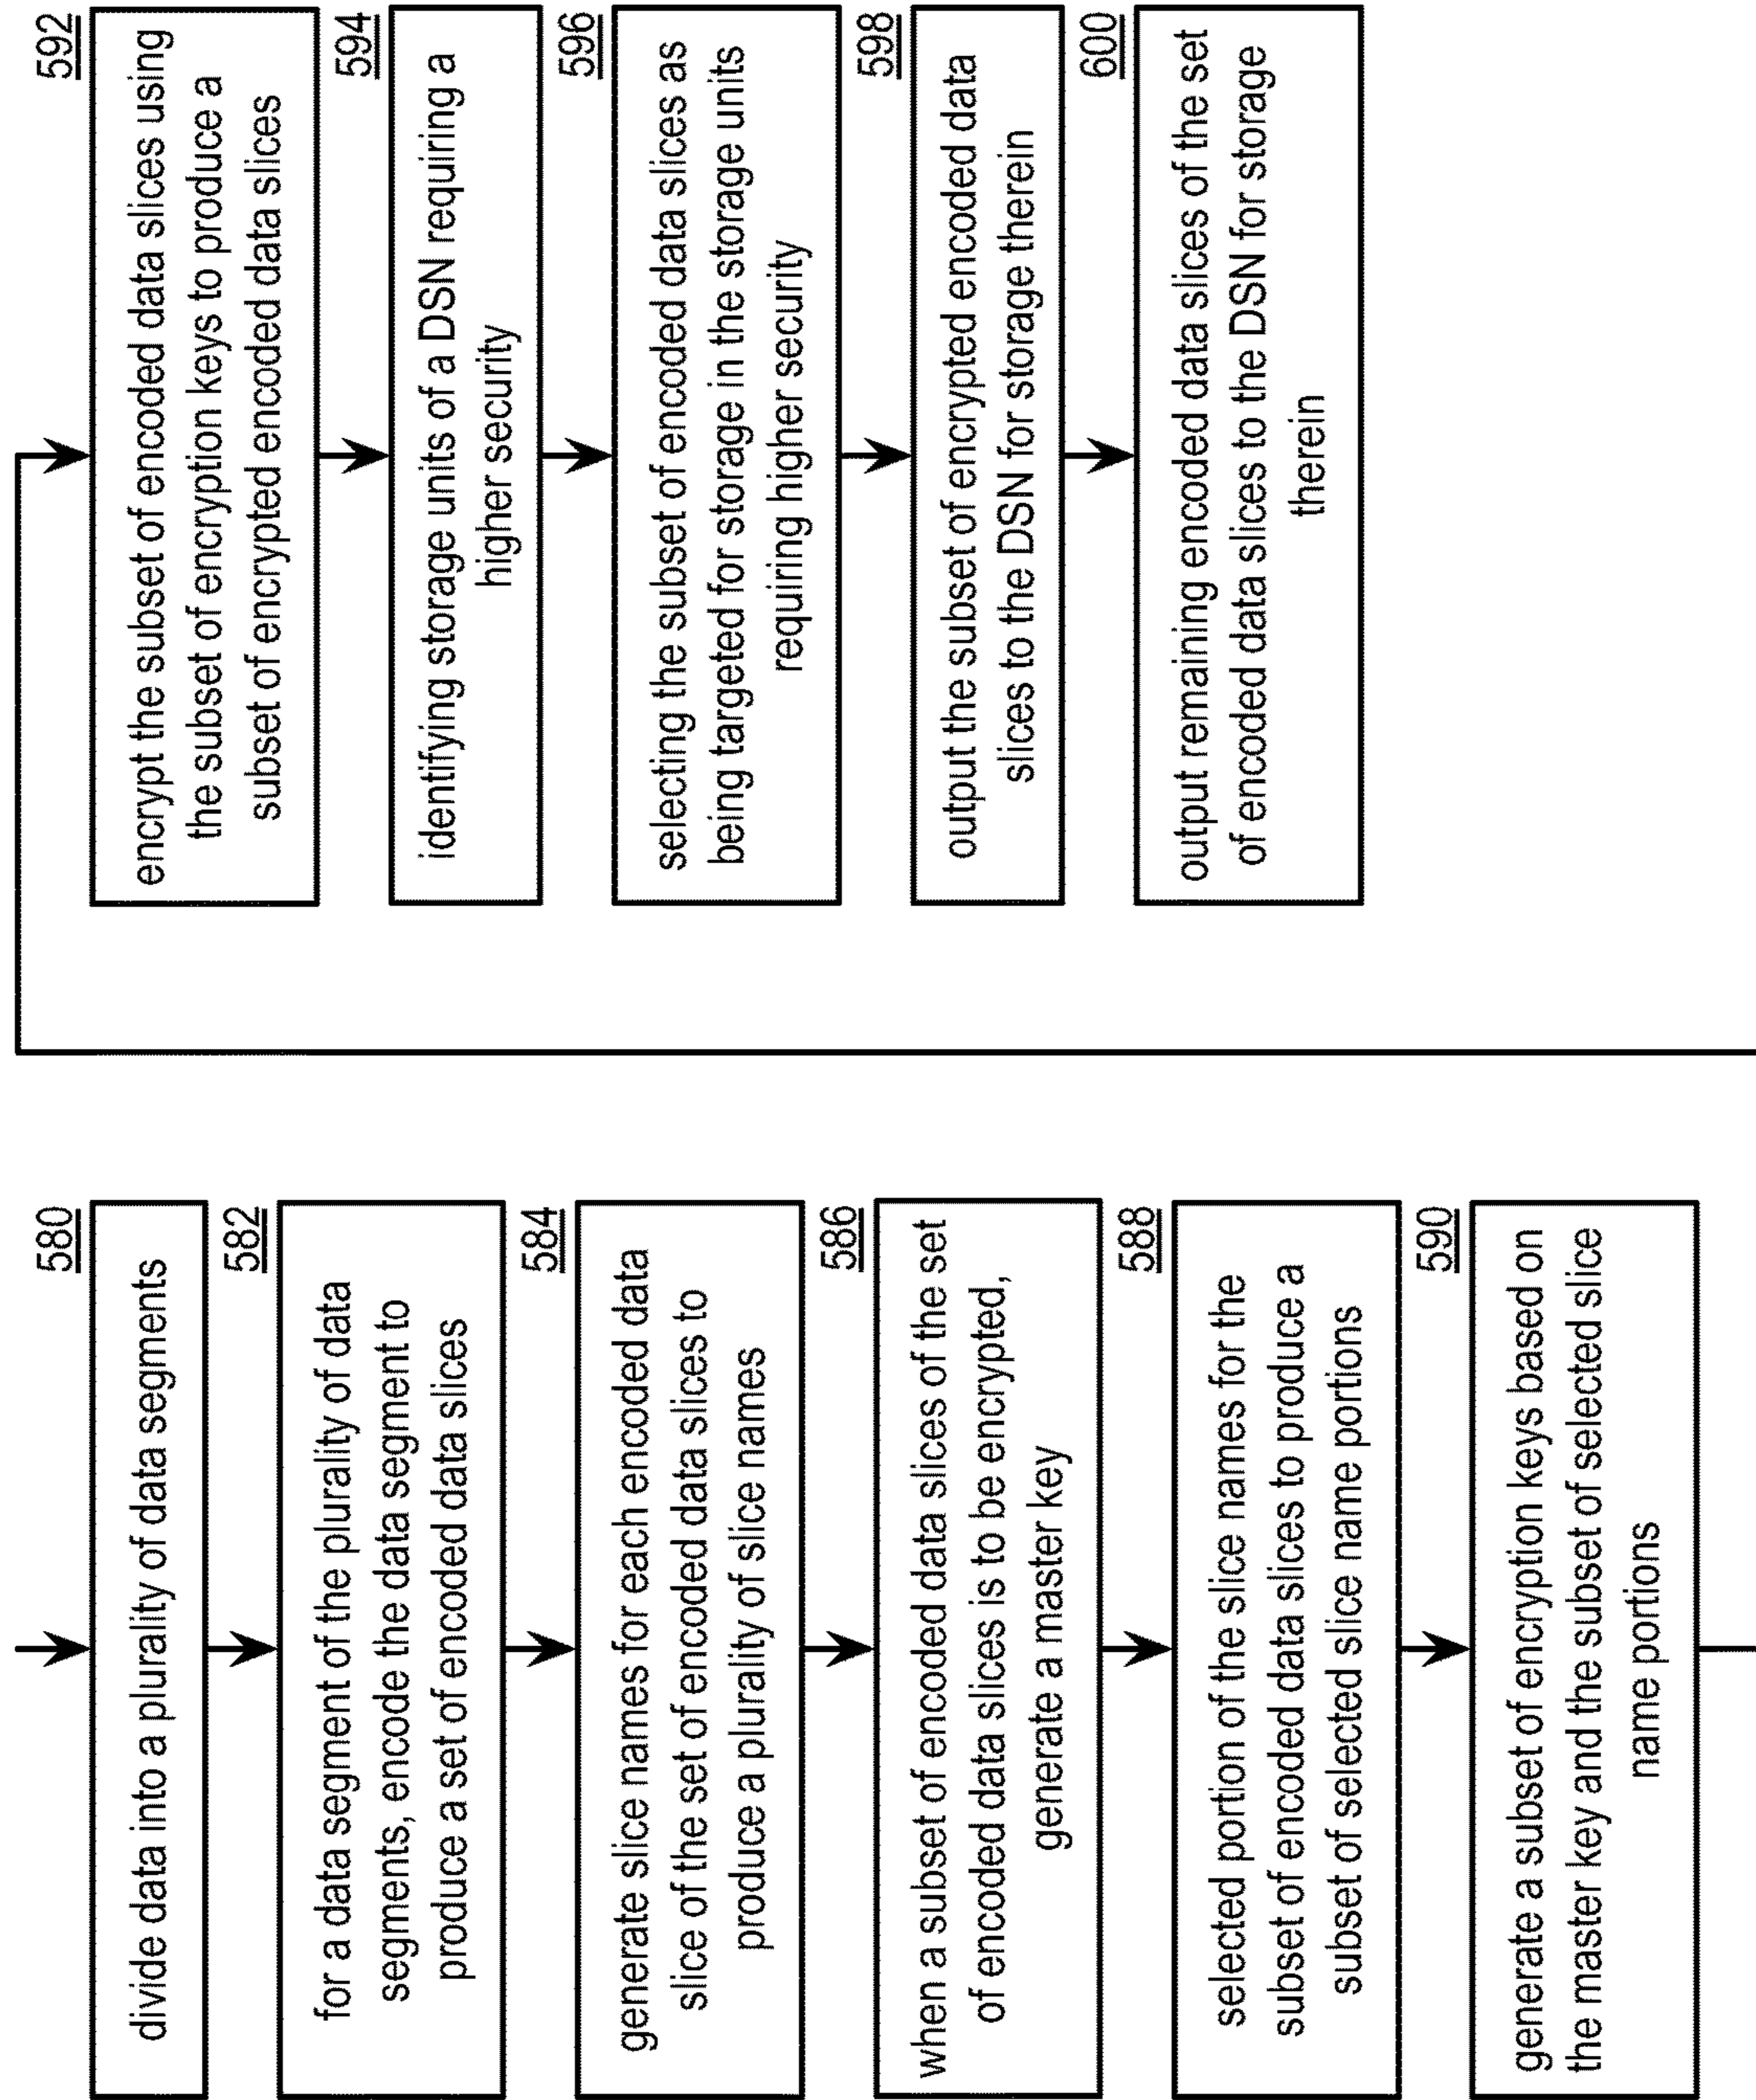 580
divide data into a plurality of data segments
582
for a data segment of the plurality of data
segments, encode the data segment to
produce a set of encoded data slices
584
generate slice names for each encoded data
slice of the set of encoded data slices to
produce a plurality of slice names
586
when a subset of encoded data slices of the set
of encoded data slices is to be encrypted,
generate a master key
588
selected portion of the slice names for the
subset of encoded data slices to produce a
subset of selected slice name portions
590
generate a subset of encryption keys based on
the master key and the subset of selected slice
name portions
592
encrypt the subset of encoded data slices using
the subset of encryption keys to produce a
subset of encrypted encoded data slices
594
identifying storage units of a DSN requiring a
higher security
596
selecting the subset of encoded data slices as
being targeted for storage in the storage units
requiring higher security
598
output the subset of encrypted encoded data
slices to the DSN for storage therein
600
output remaining encoded data slices of the set
of encoded data slices to the DSN for storage
therein